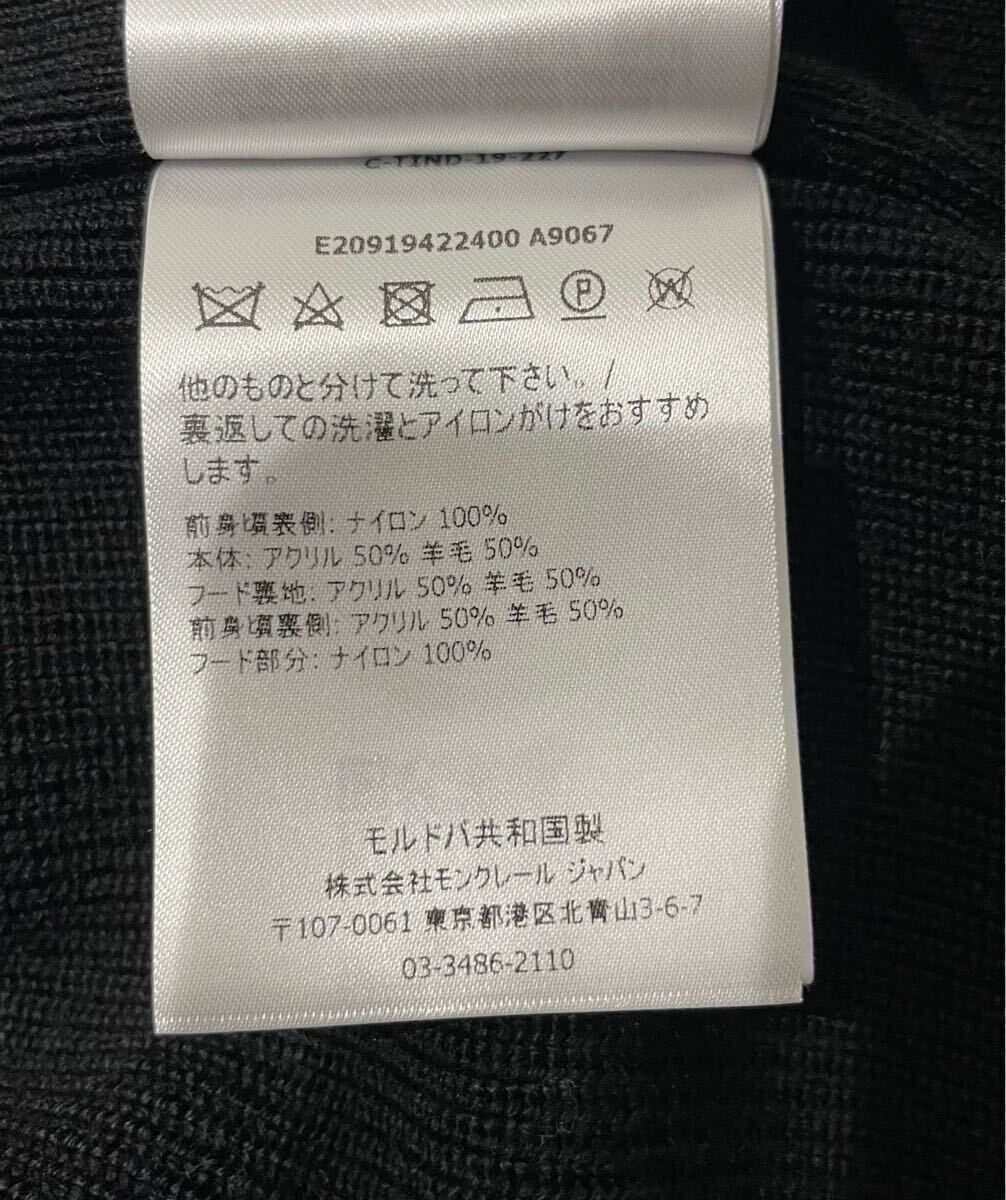 C-TIND-19-227
E20919422400 A9067
P
W
他のものと分けて洗って下さい。/
裏返しての洗濯とアイロンがけをおすすめ
します。
前身頃表側: ナイロン 100%
本体: アクリル 50% 羊毛 50%
フード裏地: アクリル 50% 羊毛 50%
前身頃裏側: アクリル 50% 羊毛 50%
フード部分: ナイロン 100%
モルドバ共和国製
株式会社モンクレール ジャパン
〒107-0061 東京都港区北青山3-6-7
03-3486-2110